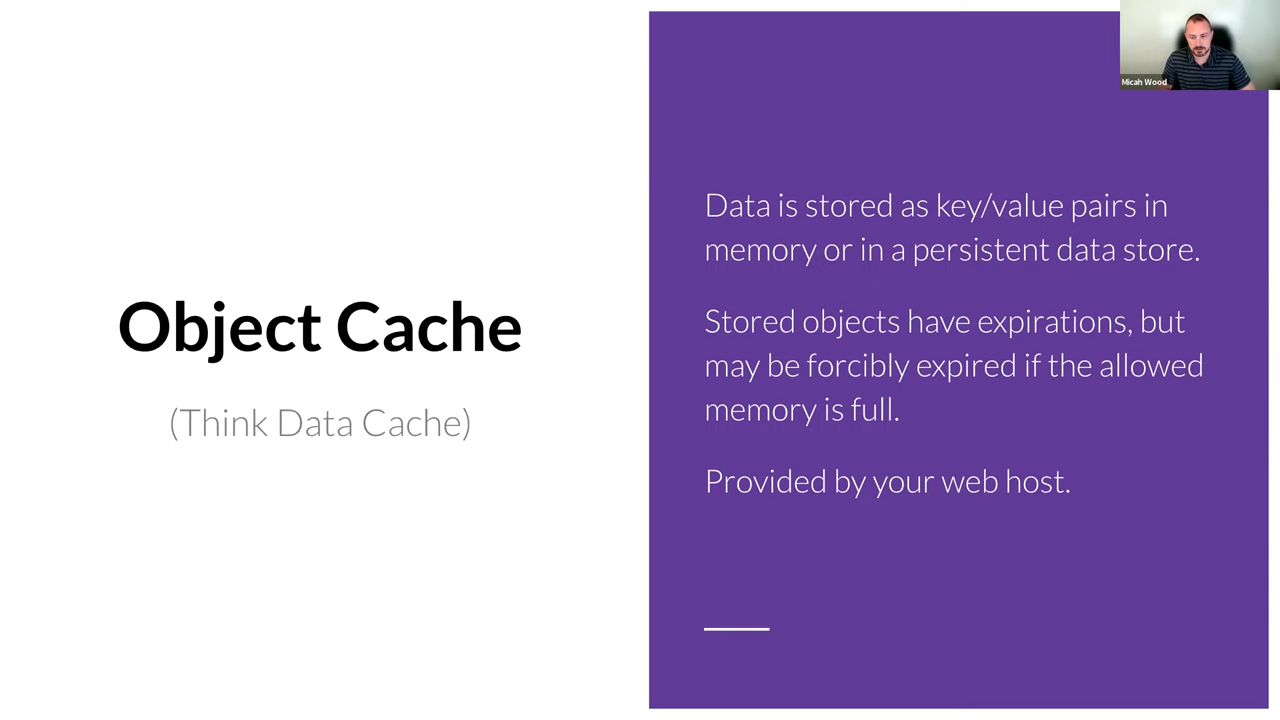 Object Cache
(Think Data Cache)
Data is stored as key/value pairs in
memory or in a persistent data store.
Stored objects have expirations, but
may be forcibly expired if the allowed
memory is full.
Provided by your web host.
Micah Wood